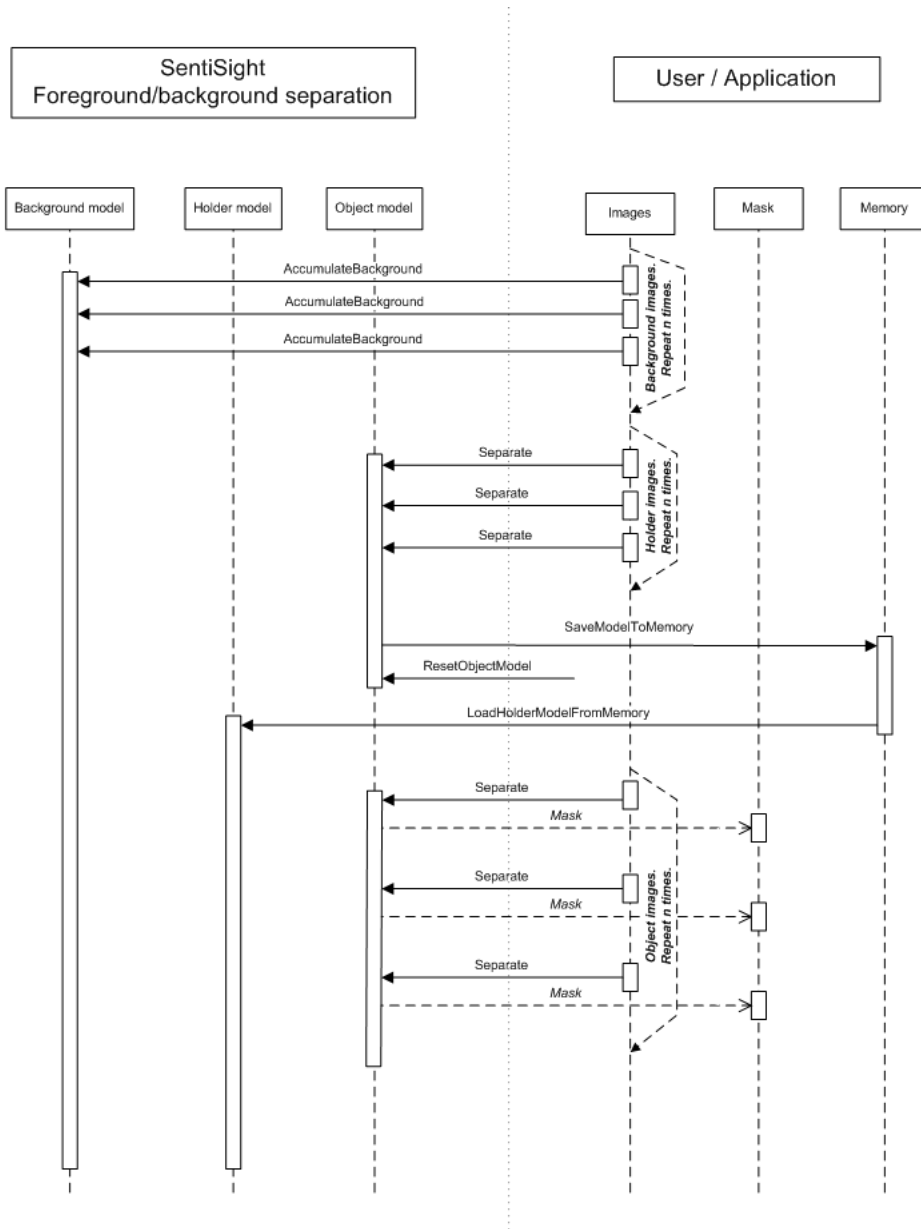 SentiSight
Foreground/background separation
User / Application
Background model
Holder model
Object model
Images
Mask
Memory
AccumulateBackground
AccumulateBackground
AccumulateBackground
Background images.
Repeat n times.
Separate
Separate
Separate
Holder images.
Repeat n times.
SaveModelToMemory
ResetObjectModel
LoadHolderModelFromMemory
Separate
Mask
Separate
Mask
Separate
Mask
Object images.
Repeat n times.